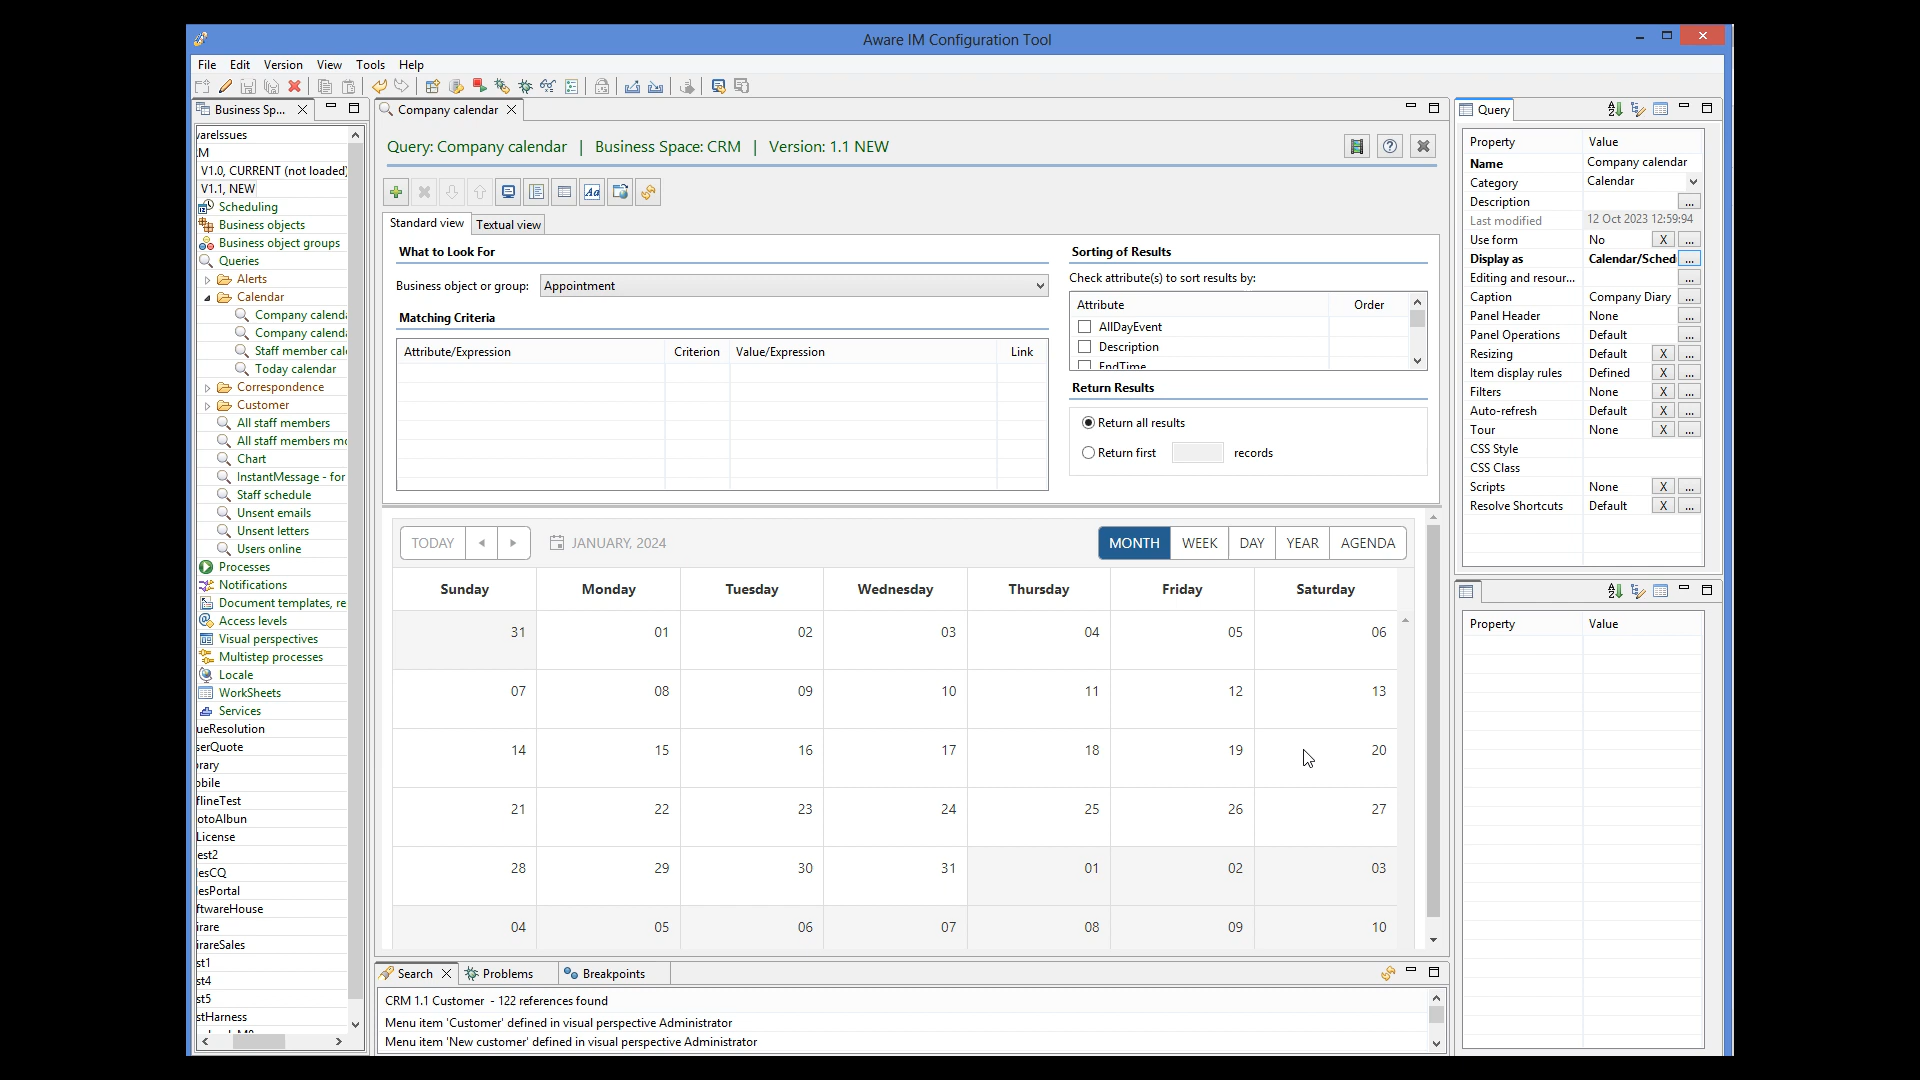 Aware IM Configuration Tool
File Edit Version View Tools Help
Business Sp...
vareIssues
.M
V1.0, CURRENT (not loaded)
V1.1, NEW
Scheduling
Business objects
Business object groups
Queries
Alerts
Calendar
Company calenda
Company calenda
Staff member cale
Today calendar
Correspondence
Customer
All staff members
All staff members mo
Chart
InstantMessage - for
Staff schedule
Unsent emails
Unsent letters
Users online
Processes
Notifications
Document templates, re
Access levels
Visual perspectives
Multistep processes
Locale
WorkSheets
Services
ueResolution
serQuote
rary
obile
flineTest
otoAlbun
License
est2
esCQ
esPortal
ftwareHouse
irare
irareSales
st1
st4
st5
stHarness
Company calendar
Query: Company calendar | Business Space: CRM | Version: 1.1 NEW
Standard view Textual view
What to Look For
Business object or group: Appointment
Matching Criteria
Attribute/Expression Criterion Value/Expression Link
Sorting of Results
Check attribute(s) to sort results by:
Attribute Order
AllDayEvent
Description
EndTime
Return Results
Return all results
Return first records
TODAY JANUARY, 2024 MONTH WEEK DAY YEAR AGENDA
Sunday Monday Tuesday Wednesday Thursday Friday Saturday
31 01 02 03 04 05 06
07 08 09 10 11 12 13
14 15 16 17 18 19 20
21 22 23 24 25 26 27
28 29 30 31 01 02 03
04 05 06 07 08 09 10
Search Problems Breakpoints
CRM 1.1 Customer - 122 references found
Menu item 'Customer' defined in visual perspective Administrator
Menu item 'New customer' defined in visual perspective Administrator
Query
Property Value
Name Company calendar
Category Calendar
Description ...
Last modified 12 Oct 2023 12:59:94
Use form No X ...
Display as Calendar/Sched ...
Editing and resour... ...
Caption Company Diary ...
Panel Header None ...
Panel Operations Default ...
Resizing Default X ...
Item display rules Defined X ...
Filters None X ...
Auto-refresh Default X ...
Tour None X ...
CSS Style
CSS Class
Scripts None X ...
Resolve Shortcuts Default X ...
Property Value